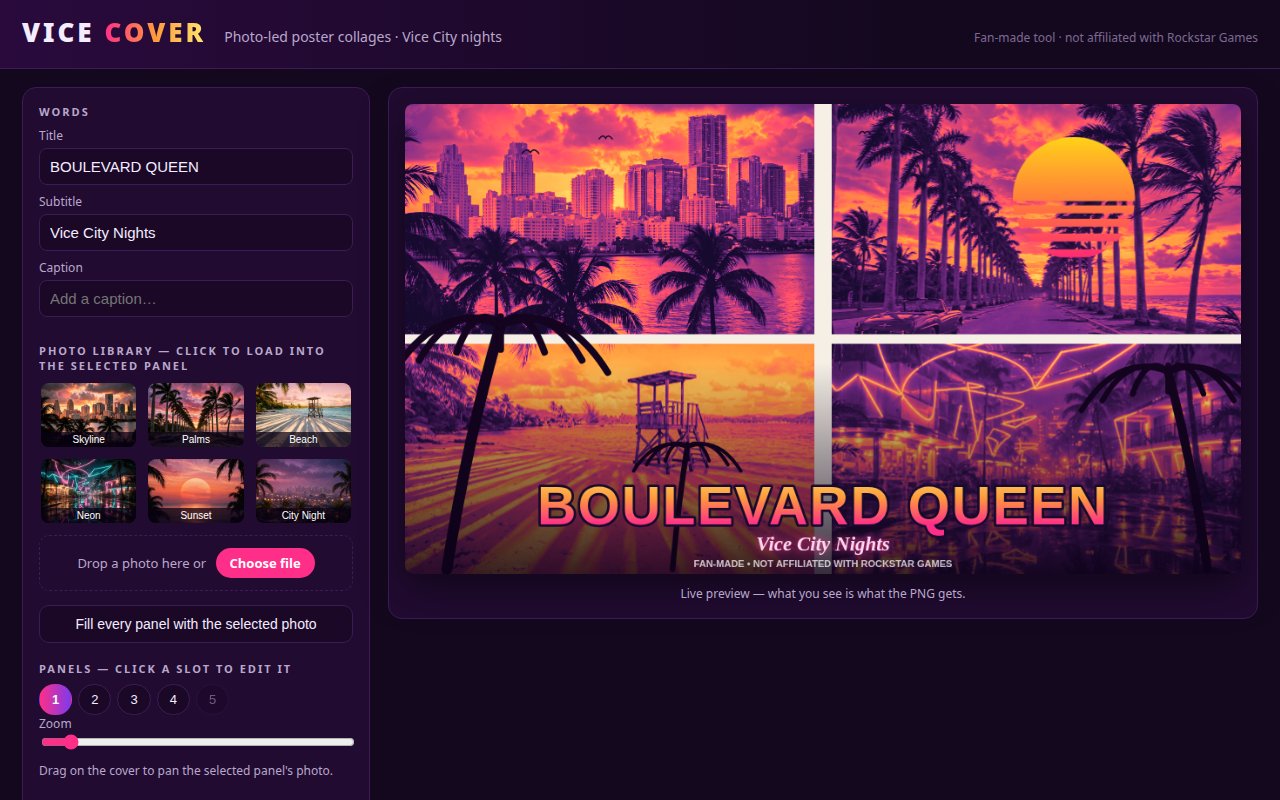 VICE COVER
Photo-led poster collages · Vice City nights
Fan-made tool · not affiliated with Rockstar Games
WORDS
Title
BOULEVARD QUEEN
Subtitle
Vice City Nights
Caption
Add a caption…
PHOTO LIBRARY — CLICK TO LOAD INTO
THE SELECTED PANEL
Skyline
Palms
Beach
Neon
Sunset
City Night
Drop a photo here or
Choose file
Fill every panel with the selected photo
PANELS — CLICK A SLOT TO EDIT IT
1
2
3
4
5
Zoom
Drag on the cover to pan the selected panel's photo.
BOULEVARD QUEEN
Vice City Nights
FAN-MADE • NOT AFFILIATED WITH ROCKSTAR GAMES
Live preview — what you see is what the PNG gets.